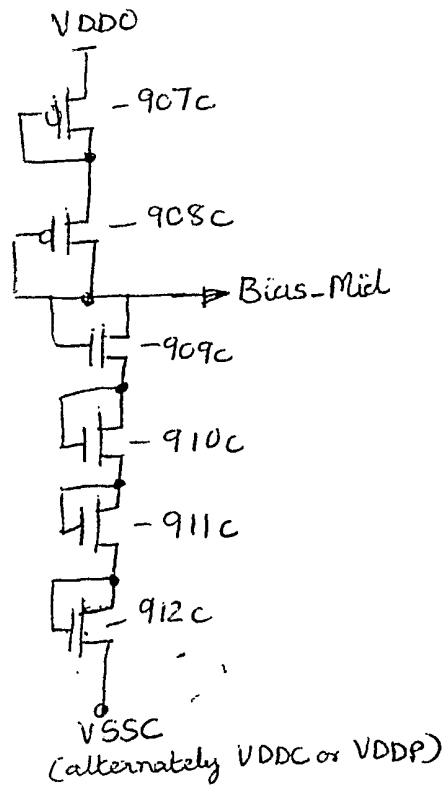 VDDO
907c
908c
Bias_Mid
909c
910c
911c
912c
VSSC
(alternately VDDC or VDDP)